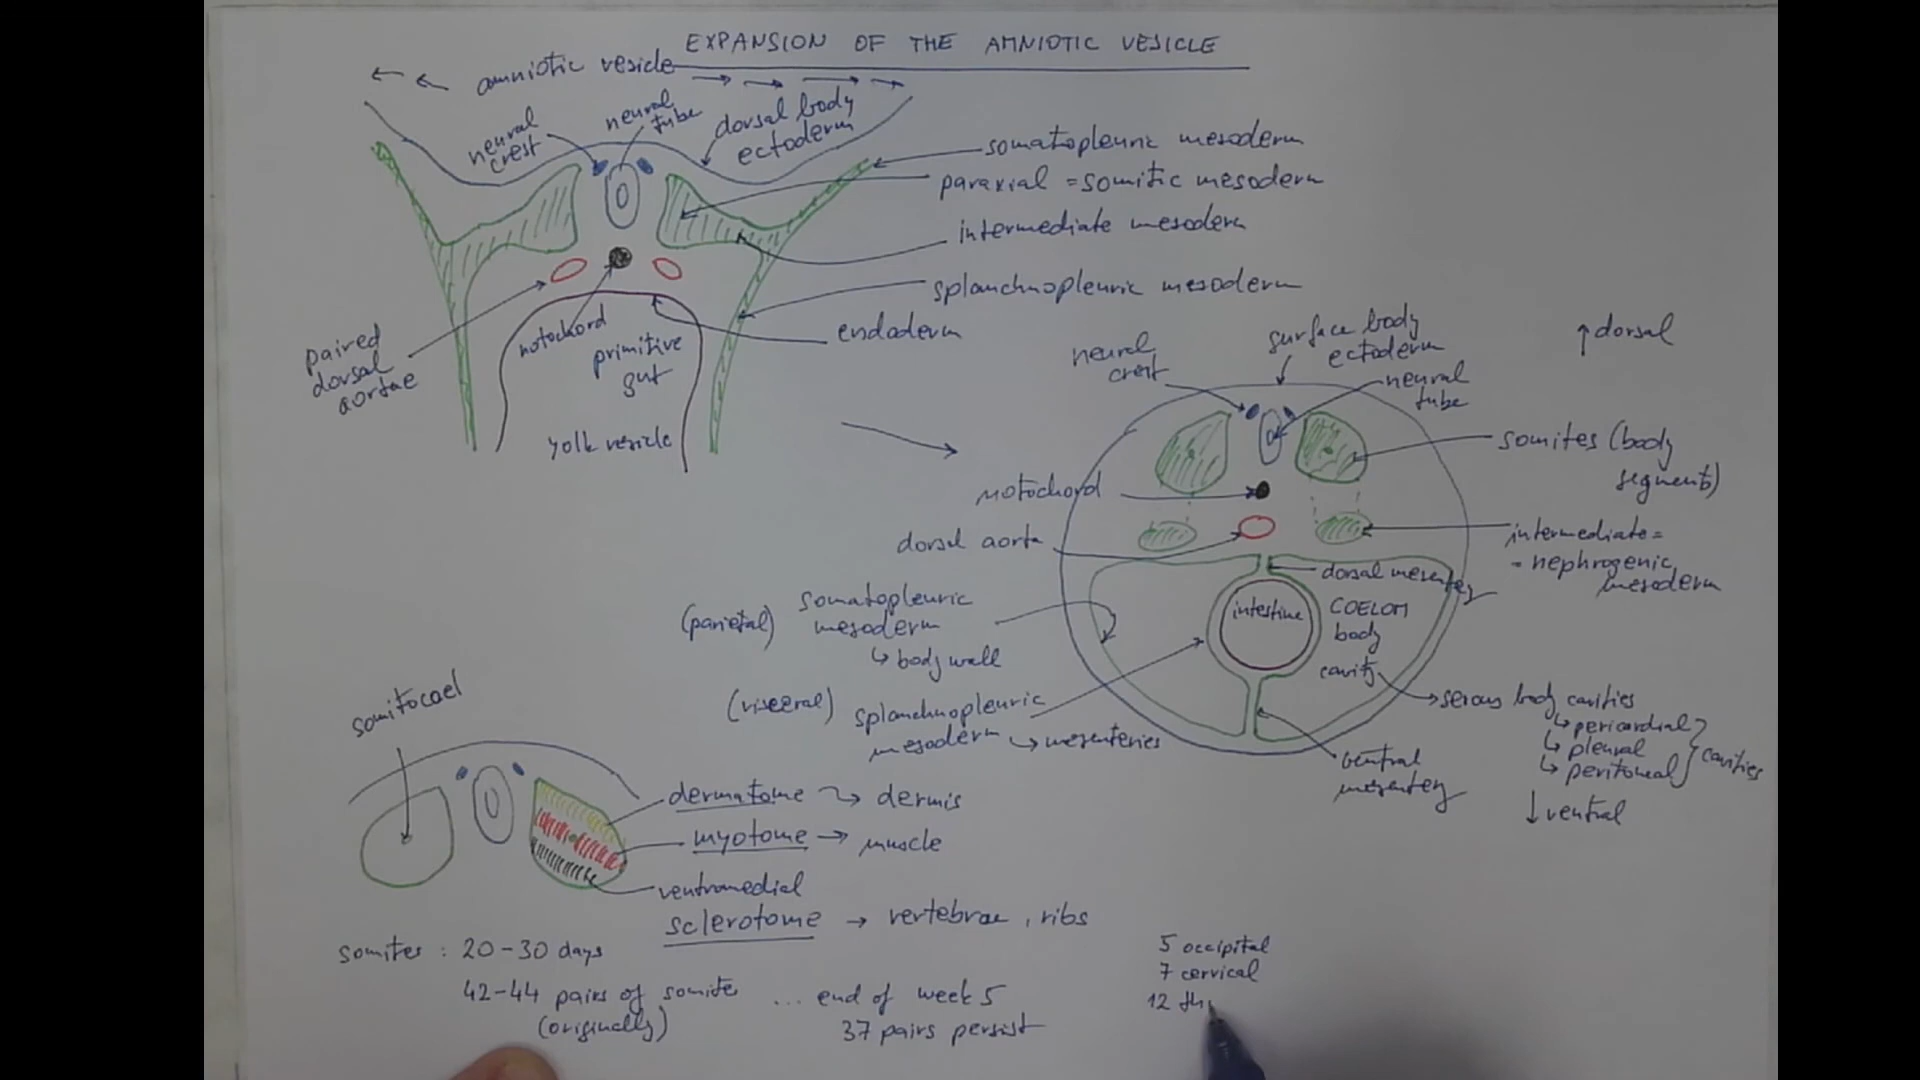 EXPANSION OF THE AMNIOTIC VESICLE
amniotic vesicle
neural
crest
neural
tube
dorsal body
ectoderm
somatopleuric mesoderm
paraxial = somitic mesoderm
intermediate mesoderm
splanchnopleuric mesoderm
endoderm
paired
dorsal
aortae
notochord
primitive
gut
yolk vesicle
neural
crest
surface body
ectoderm
neural
tube
↑ dorsal
somites (body
segments)
notochord
dorsal aorta
intermediate =
= nephrogenic
mesoderm
dorsal mesentery
intestine
COELOM
body
cavity
(parietal) somatopleuric
mesoderm
↳ body wall
(visceral) splanchnopleuric
mesoderm ↳ mesenteries
→ serous body cavities
↳ pericardial
↳ pleural
↳ peritoneal
} cavities
ventral
mesentery
↓ ventral
somitocoel
dermatome → dermis
myotome → muscle
ventromedial
sclerotome → vertebrae, ribs
somites : 20-30 days
42-44 pairs of somite ... end of week 5
(originally)
37 pairs persist
5 occipital
7 cervical
12 th